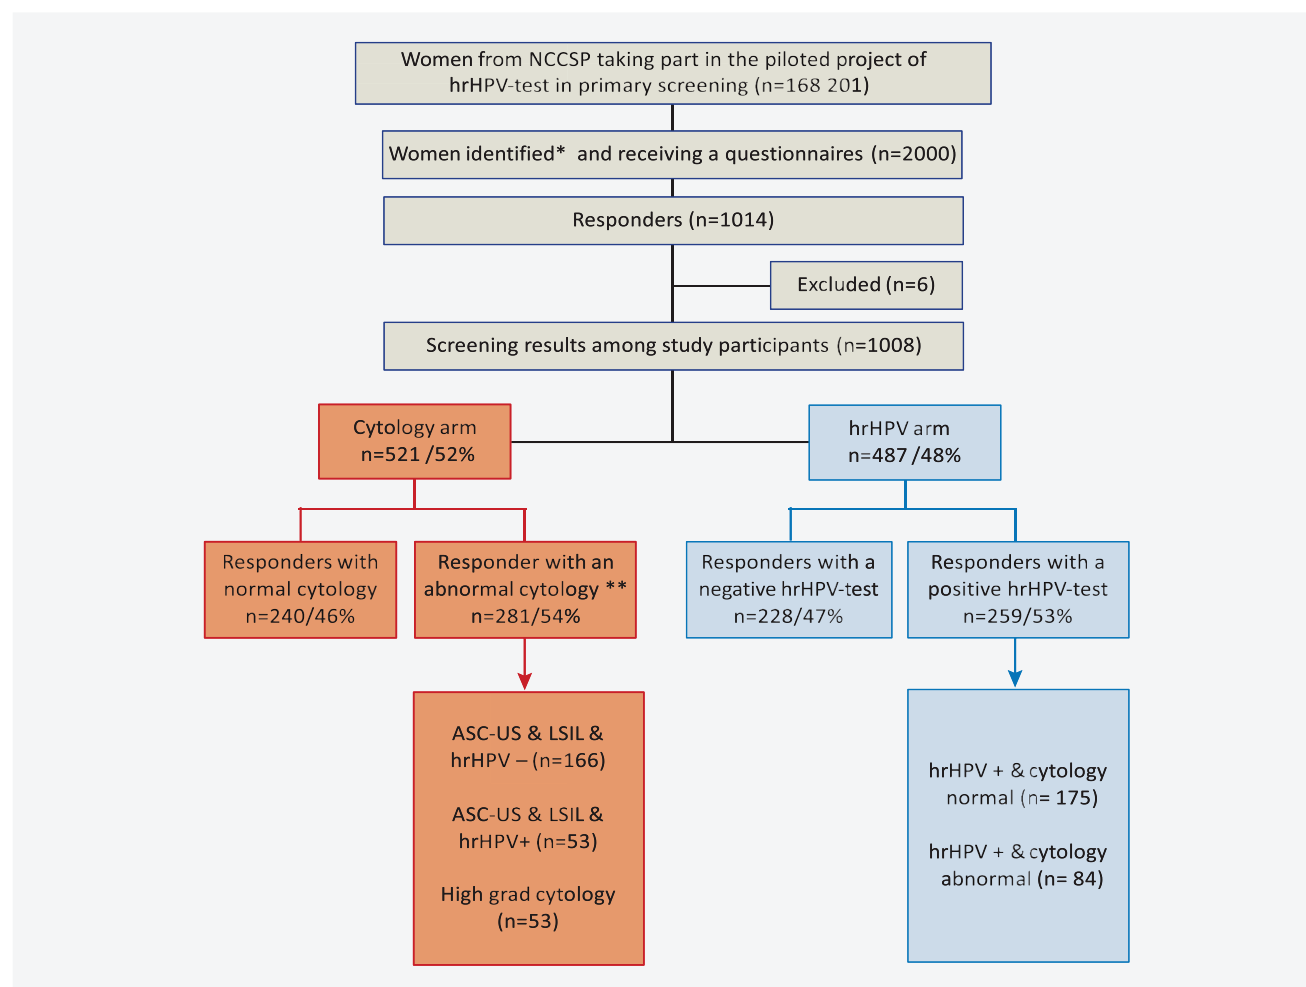 Women from NCCSP taking part in the piloted project of
hrHPV-test in primary screening (n=168 201)
Women identified* and receiving a questionnaires (n=2000)
Responders (n=1014)
Excluded (n=6)
Screening results among study participants (n=1008)
Cytology arm
n=521 /52%
hrHPV arm
n=487 /48%
Responders with
normal cytology
n=240/46%
Responder with an
abnormal cytology **
n=281/54%
Responders with a
negative hrHPV-test
n=228/47%
Responders with a
positive hrHPV-test
n=259/53%
ASC-US & LSIL &
hrHPV – (n=166)
ASC-US & LSIL &
hrHPV+ (n=53)
High grad cytology
(n=53)
hrHPV + & cytology
normal (n= 175)
hrHPV + & cytology
abnormal (n= 84)